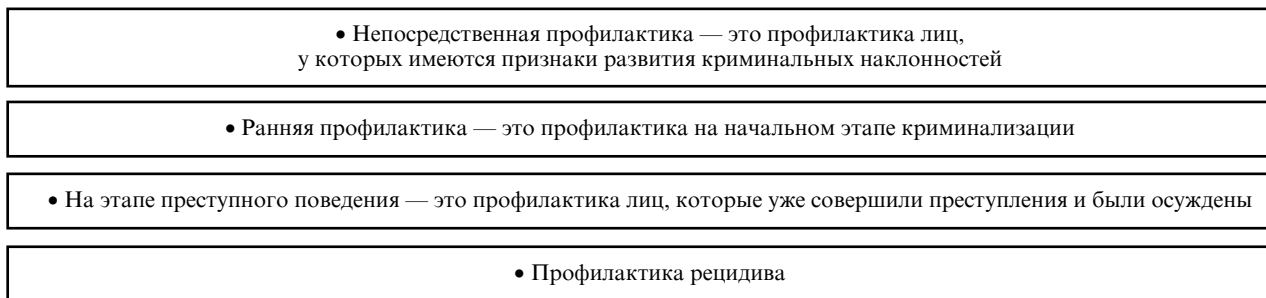 • Непосредственная профилактика — это профилактика лиц,
у которых имеются признаки развития криминальных наклонностей
• Ранняя профилактика — это профилактика на начальном этапе криминализации
• На этапе преступного поведения — это профилактика лиц, которые уже совершили преступления и были осуждены
• Профилактика рецидива